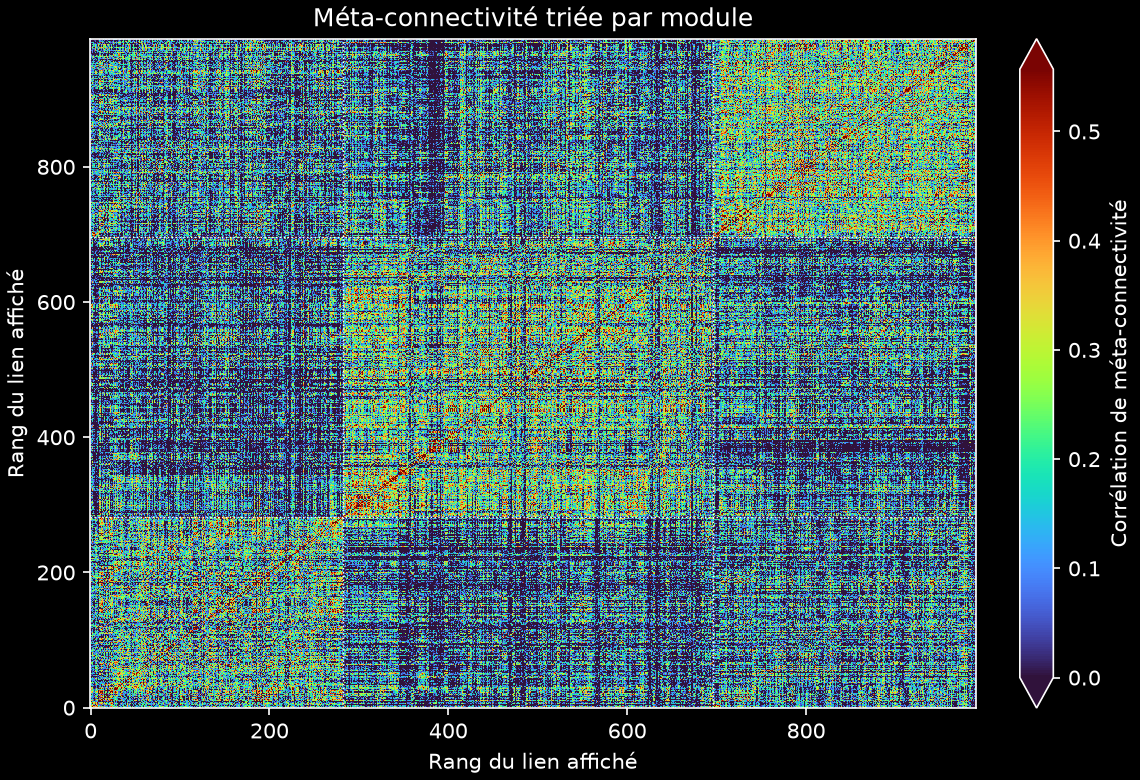 Méta-connectivité triée par module
Rang du lien affiché
800
600
400
200
0
0 200 400 600 800
Rang du lien affiché
0.5
0.4
0.3
0.2
0.1
0.0
Corrélation de méta-connectivité